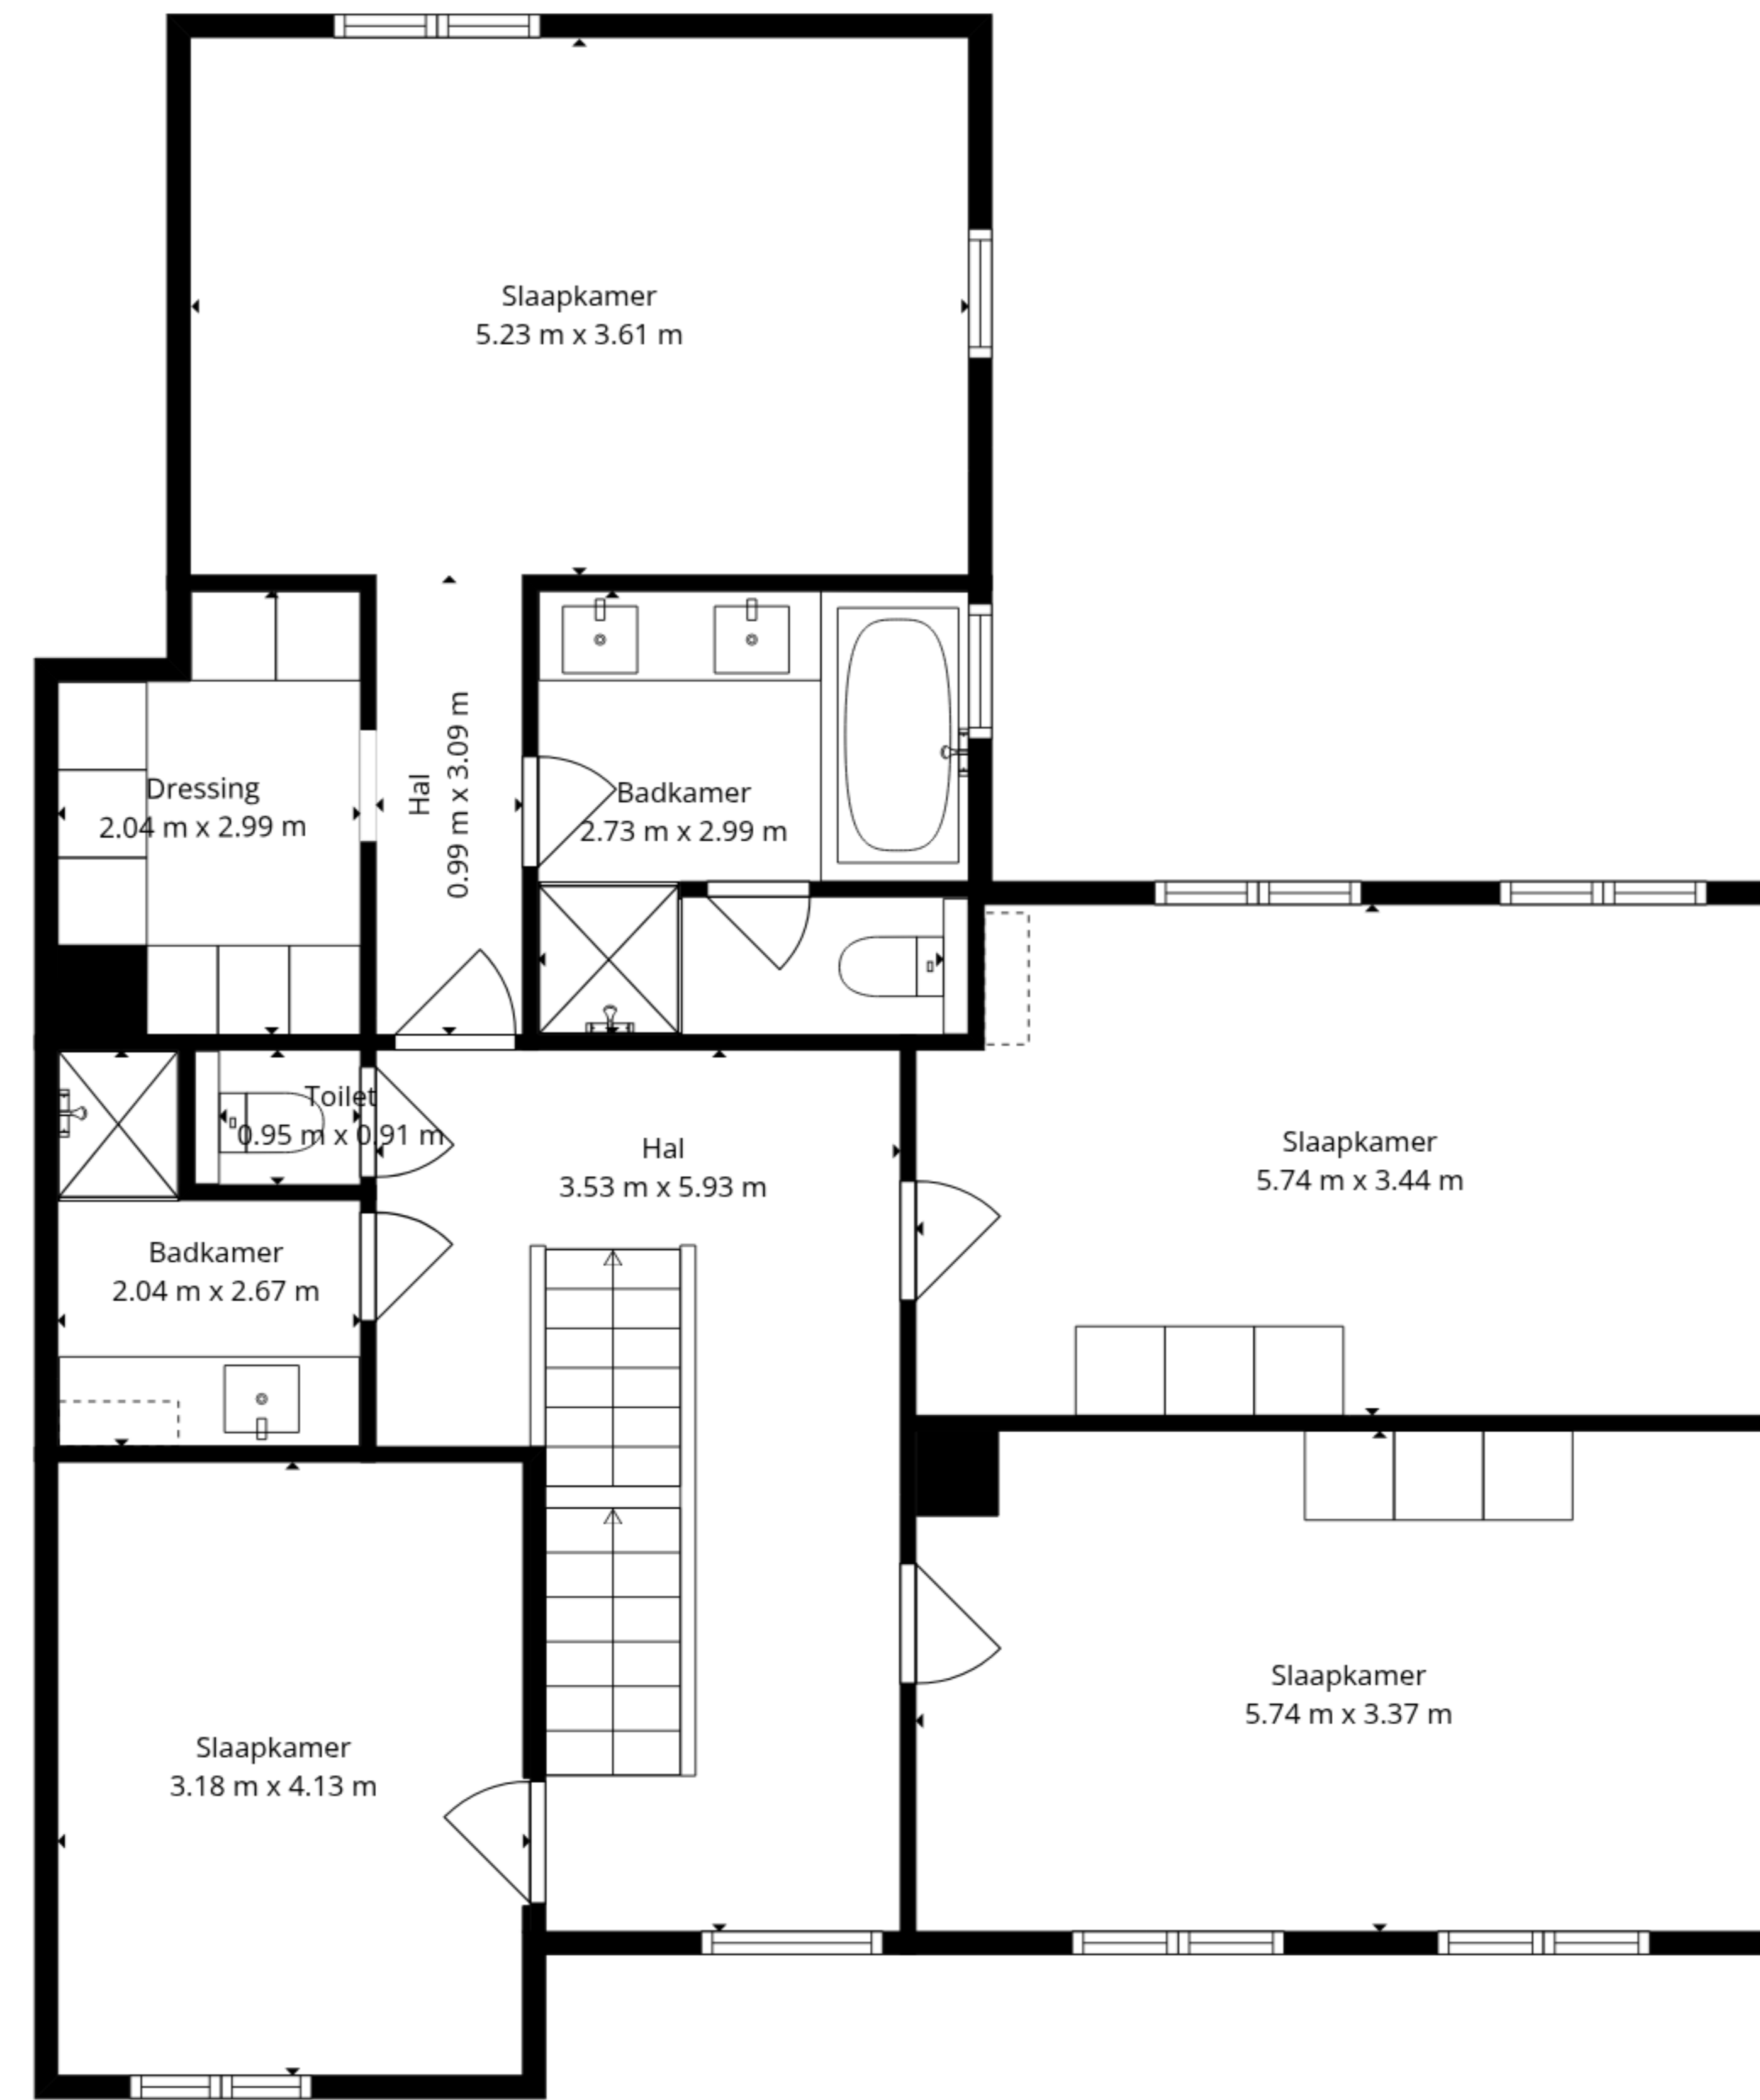 Slaapkamer
5.23 m x 3.61 m
Dressing
2.04 m x 2.99 m
Hal
0.99 m x 3.09 m
Badkamer
2.73 m x 2.99 m
Toilet
0.95 m x 0.91 m
Hal
3.53 m x 5.93 m
Slaapkamer
5.74 m x 3.44 m
Badkamer
2.04 m x 2.67 m
Slaapkamer
3.18 m x 4.13 m
Slaapkamer
5.74 m x 3.37 m